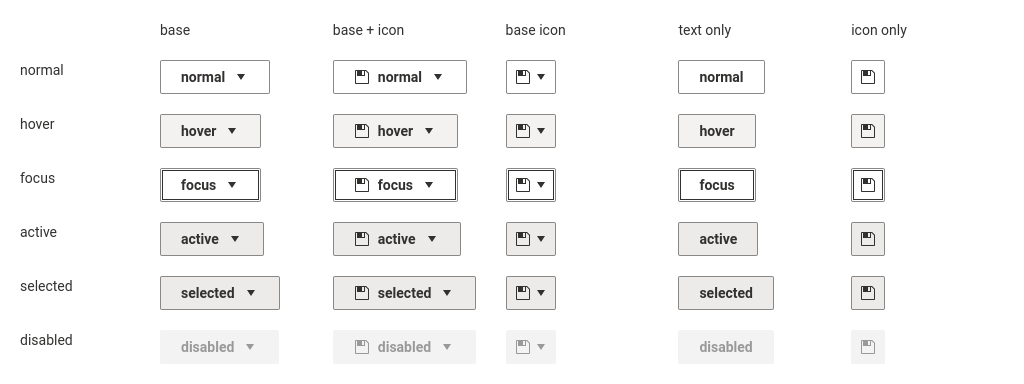 base base + icon base icon text only icon only
normal normal normal normal
hover hover hover hover
focus focus focus focus
active active active active
selected selected selected selected
disabled disabled disabled disabled